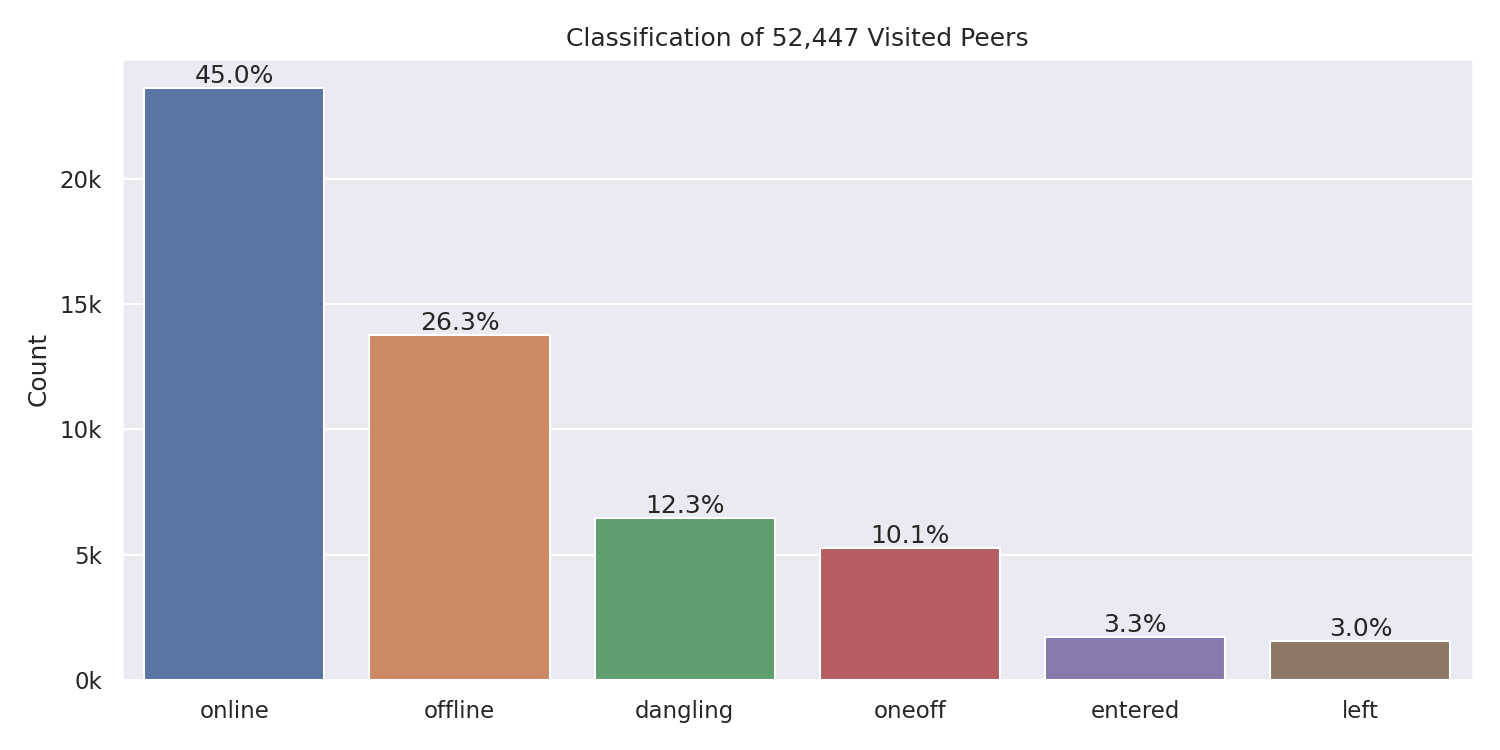 Classification of 52,447 Visited Peers
45.0%
26.3%
12.3%
10.1%
3.3%
3.0%
Count
20k
15k
10k
5k
0k
online
offline
dangling
oneoff
entered
left